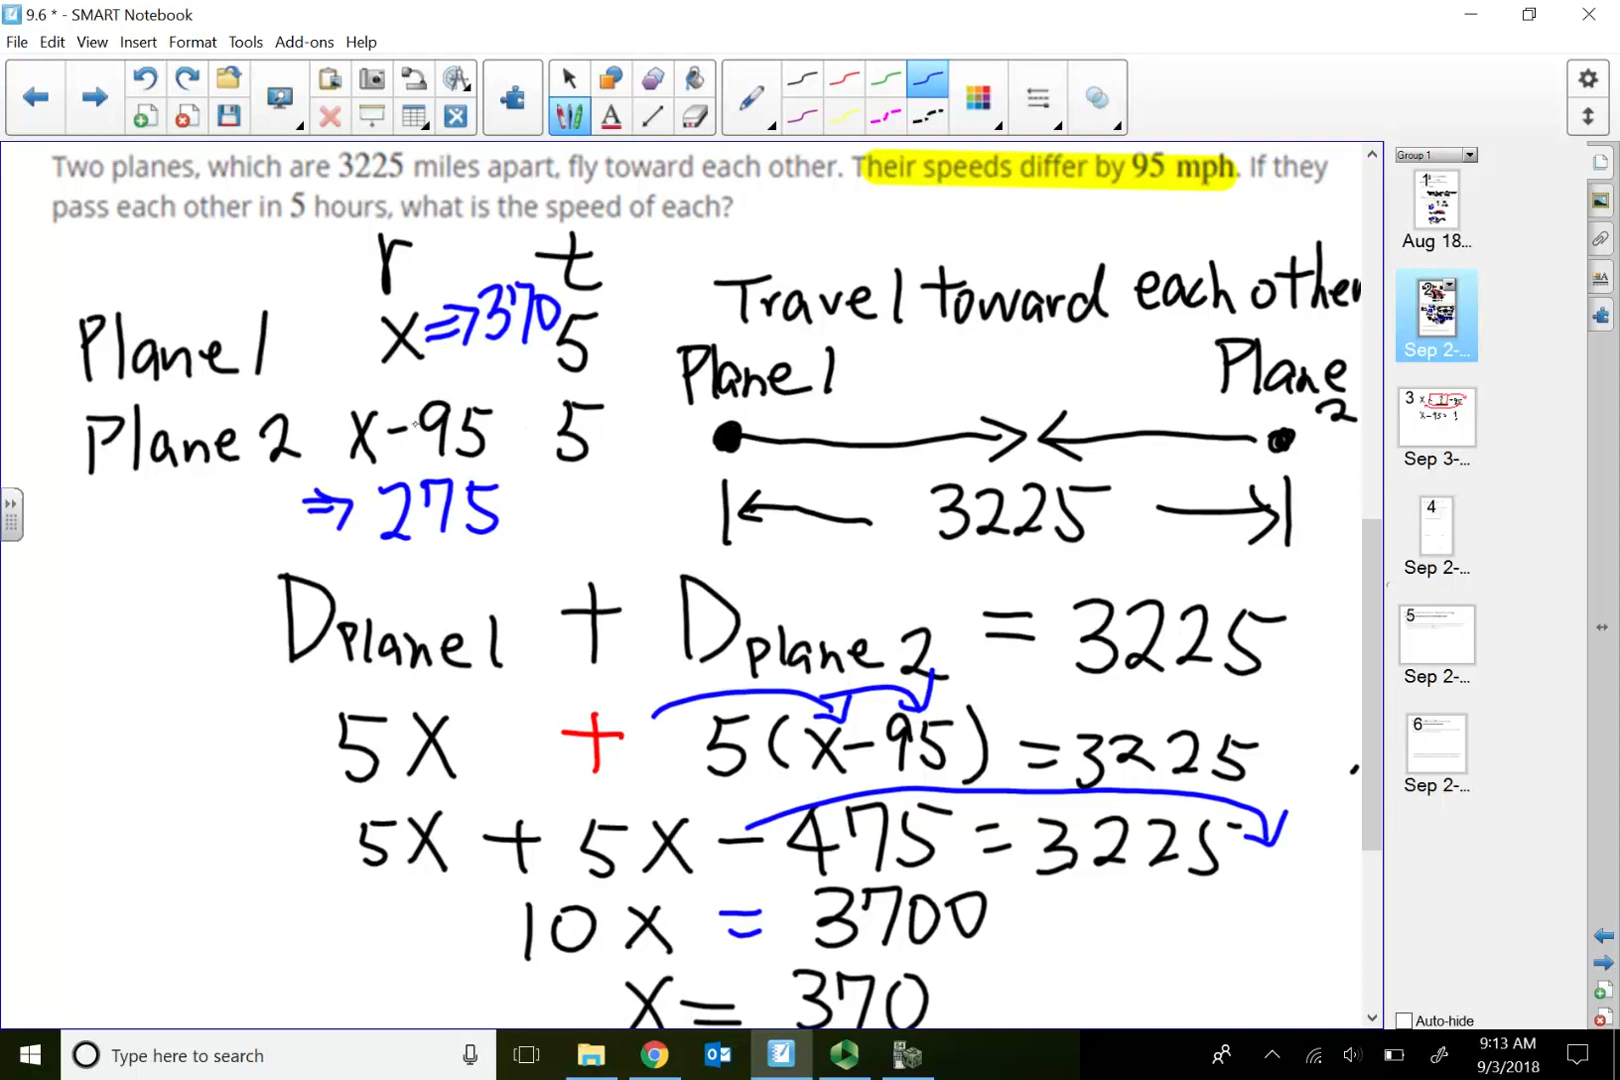 9.6 * - SMART Notebook
File Edit View Insert Format Tools Add-ons Help
Two planes, which are 3225 miles apart, fly toward each other. Their speeds differ by 95 mph. If they
pass each other in 5 hours, what is the speed of each?
r t
Plane 1 x ⇒ 370 5
Plane 2 x - 95 5
⇒ 275
Travel toward each other
Plane 1 Plane 2
3225
D plane 1 + D plane 2 = 3225
5x + 5(x - 95) = 3225
5x + 5x - 475 = 3225
10x = 3700
x = 370
Group 1
1
Aug 18...
2
Sep 2-...
3
Sep 3-...
4
Sep 2-...
5
Sep 2-...
6
Sep 2-...
Auto-hide
Type here to search
9:13 AM
9/3/2018